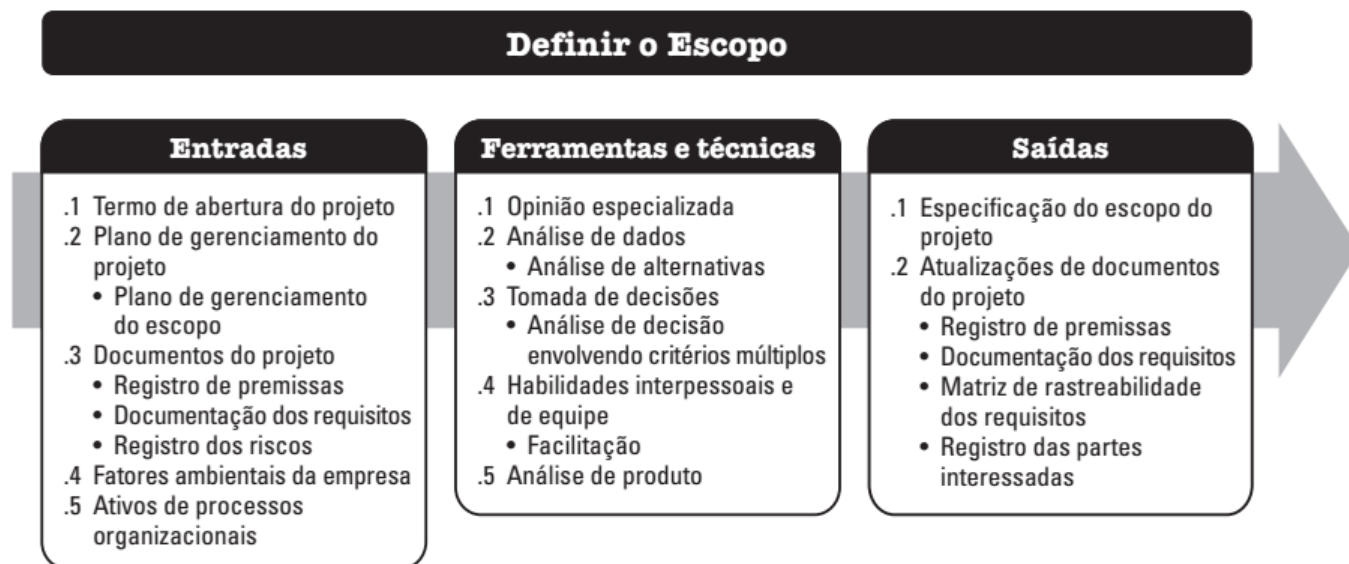 Definir o Escopo
Entradas
.1 Termo de abertura do projeto
.2 Plano de gerenciamento do
projeto
• Plano de gerenciamento
do escopo
.3 Documentos do projeto
• Registro de premissas
• Documentação dos requisitos
• Registro dos riscos
.4 Fatores ambientais da empresa
.5 Ativos de processos
organizacionais
Ferramentas e técnicas
.1 Opinião especializada
.2 Análise de dados
• Análise de alternativas
.3 Tomada de decisões
• Análise de decisão
envolvendo critérios múltiplos
.4 Habilidades interpessoais e
de equipe
• Facilitação
.5 Análise de produto
Saídas
.1 Especificação do escopo do
projeto
.2 Atualizações de documentos
do projeto
• Registro de premissas
• Documentação dos requisitos
• Matriz de rastreabilidade
dos requisitos
• Registro das partes
interessadas